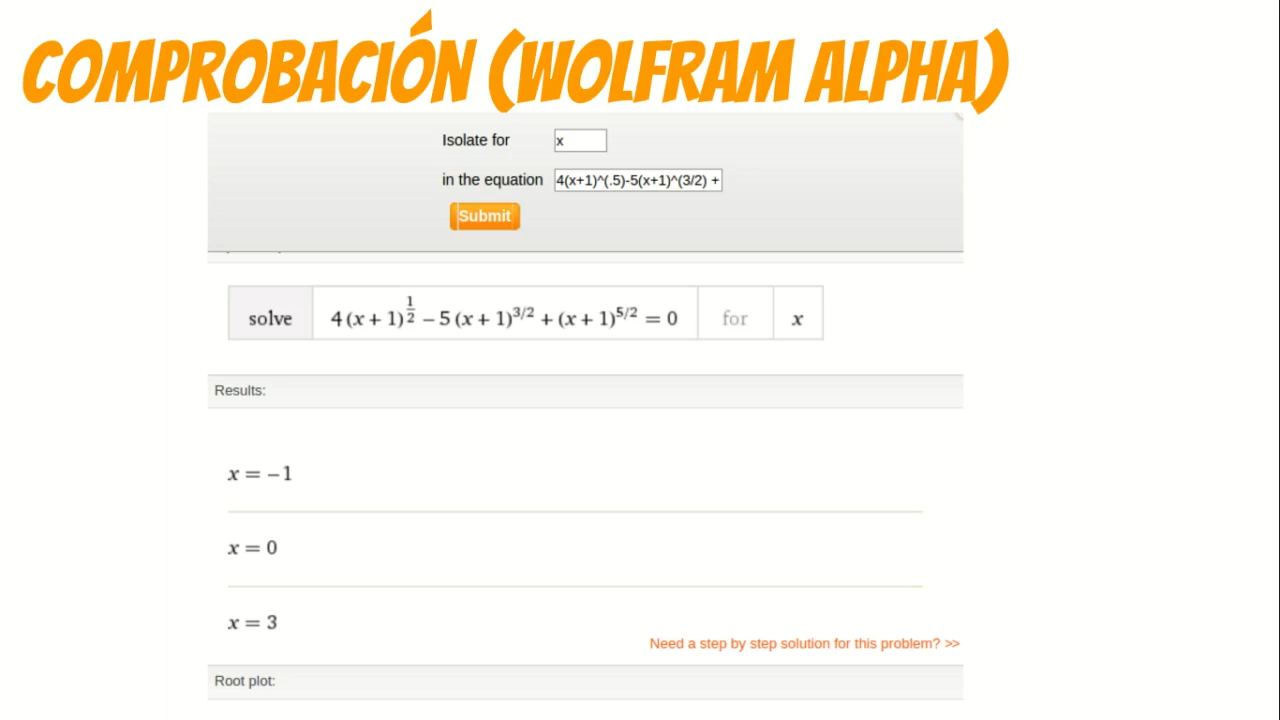 COMPROBACIÓN (WOLFRAM ALPHA)
Isolate for x
in the equation 4(x+1)^(.5)-5(x+1)^(3/2) +
Submit
solve 4 (x + 1)^(1/2) − 5 (x + 1)^(3/2) + (x + 1)^(5/2) = 0 for x
Results:
x = −1
x = 0
x = 3
Need a step by step solution for this problem? >>
Root plot: